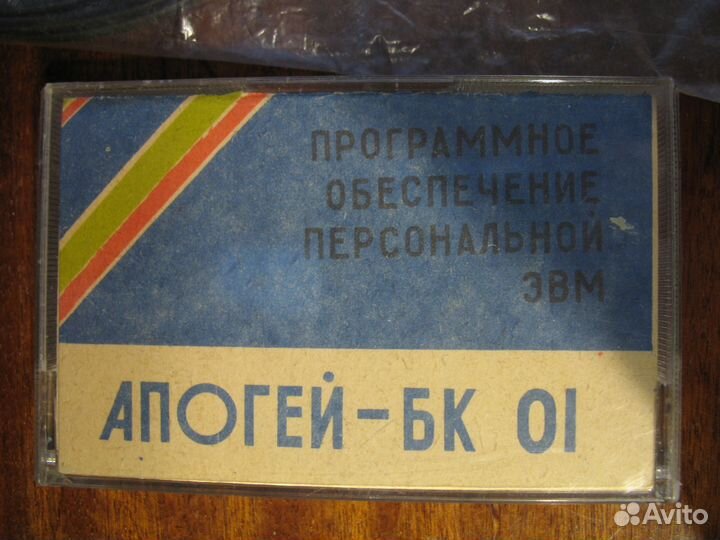 ПРОГРАММНОЕ
ОБЕСПЕЧЕНИЕ
ПЕРСОНАЛЬНОЙ
ЭВМ
АПОГЕЙ-БК 01
Avito